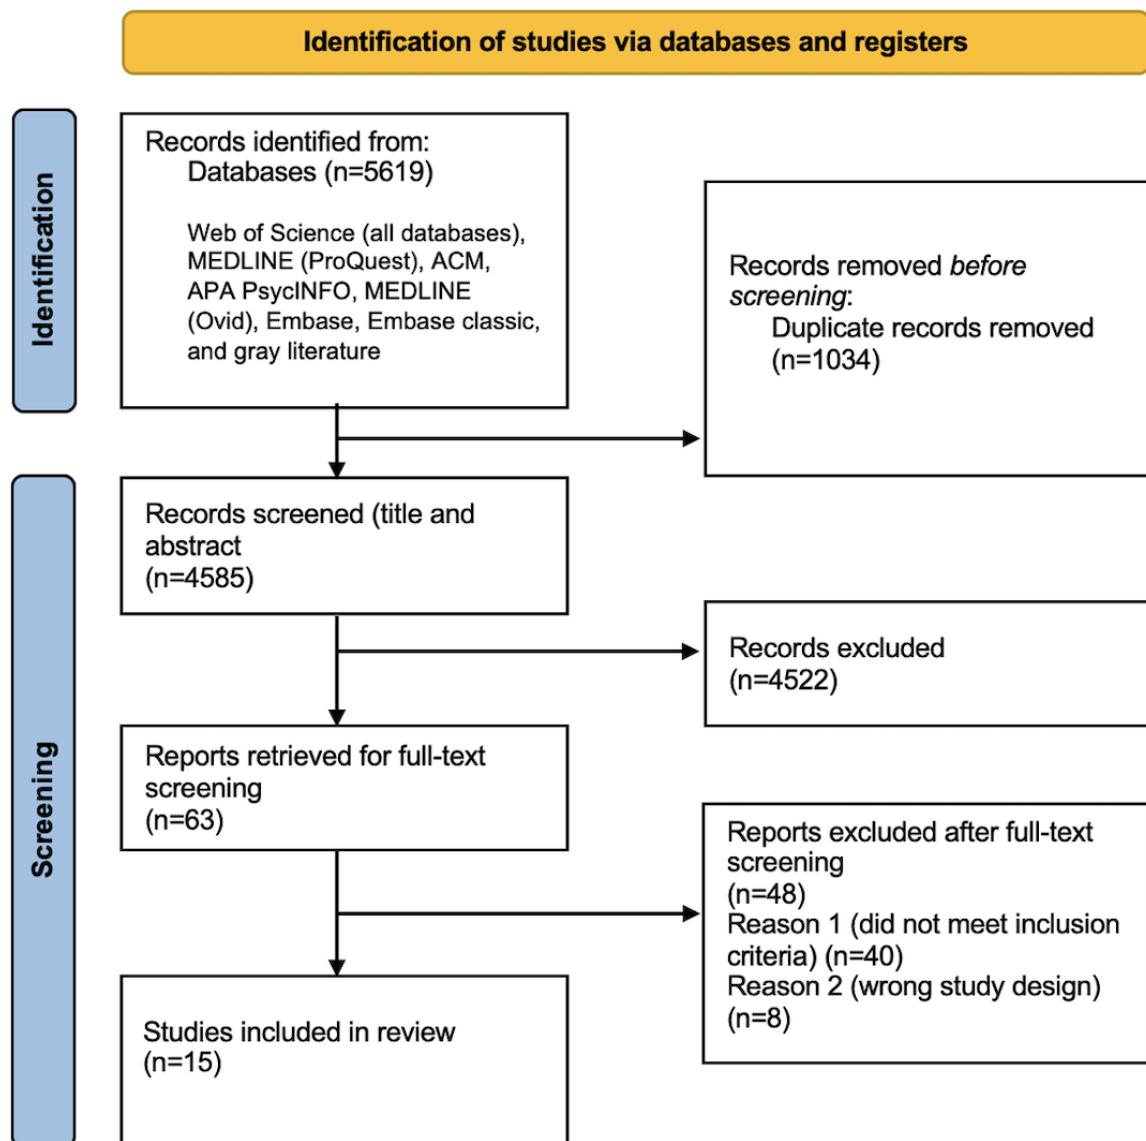 Identification of studies via databases and registers
Identification
Records identified from:
Databases (n=5619)
Web of Science (all databases),
MEDLINE (ProQuest), ACM,
APA PsycINFO, MEDLINE
(Ovid), Embase, Embase classic,
and gray literature
Records removed before
screening:
Duplicate records removed
(n=1034)
Screening
Records screened (title and
abstract
(n=4585)
Records excluded
(n=4522)
Reports retrieved for full-text
screening
(n=63)
Reports excluded after full-text
screening
(n=48)
Reason 1 (did not meet inclusion
criteria) (n=40)
Reason 2 (wrong study design)
(n=8)
Studies included in review
(n=15)